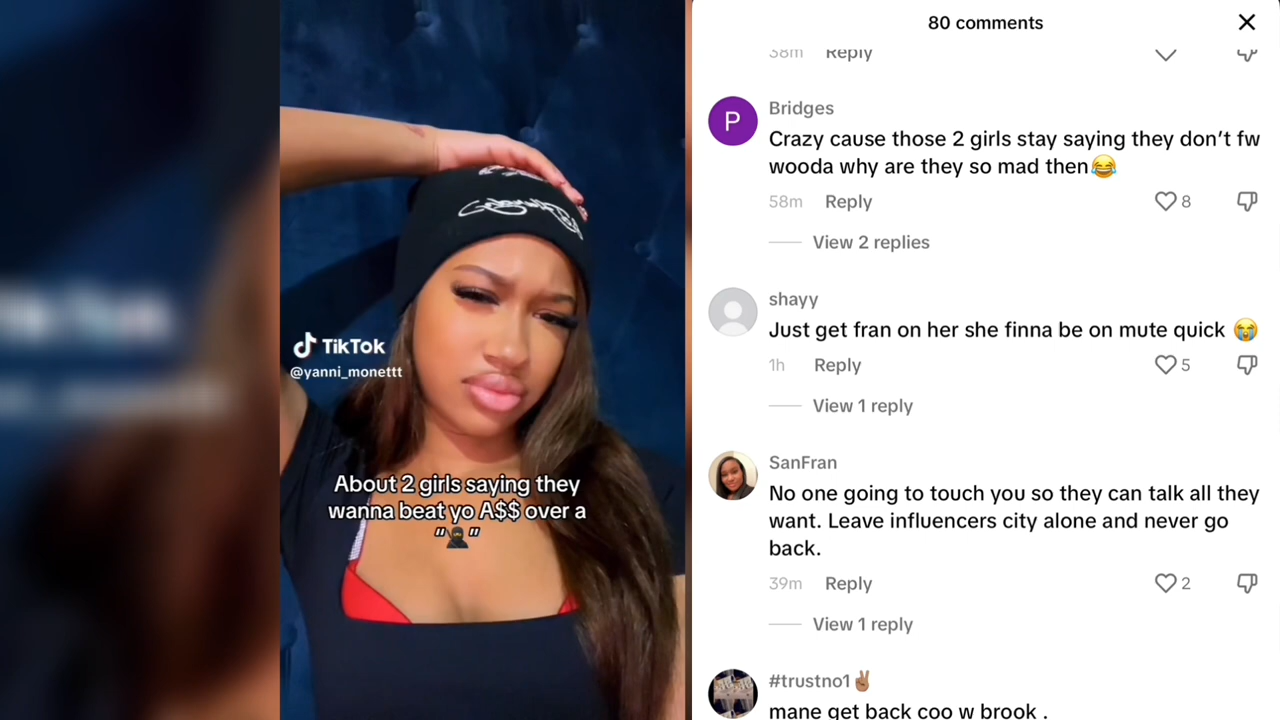 TikTok
@yanni_monettt
About 2 girls saying they
wanna beat yo A$$ over a
"🥷🏿"
80 comments
38m Reply
Bridges
P
Crazy cause those 2 girls stay saying they don't fw
wooda why are they so mad then😂
58m Reply 8
View 2 replies
shayy
Just get fran on her she finna be on mute quick 😭
1h Reply 5
View 1 reply
SanFran
No one going to touch you so they can talk all they
want. Leave influencers city alone and never go
back.
39m Reply 2
View 1 reply
#trustno1✌🏽
mane get back coo w brook .